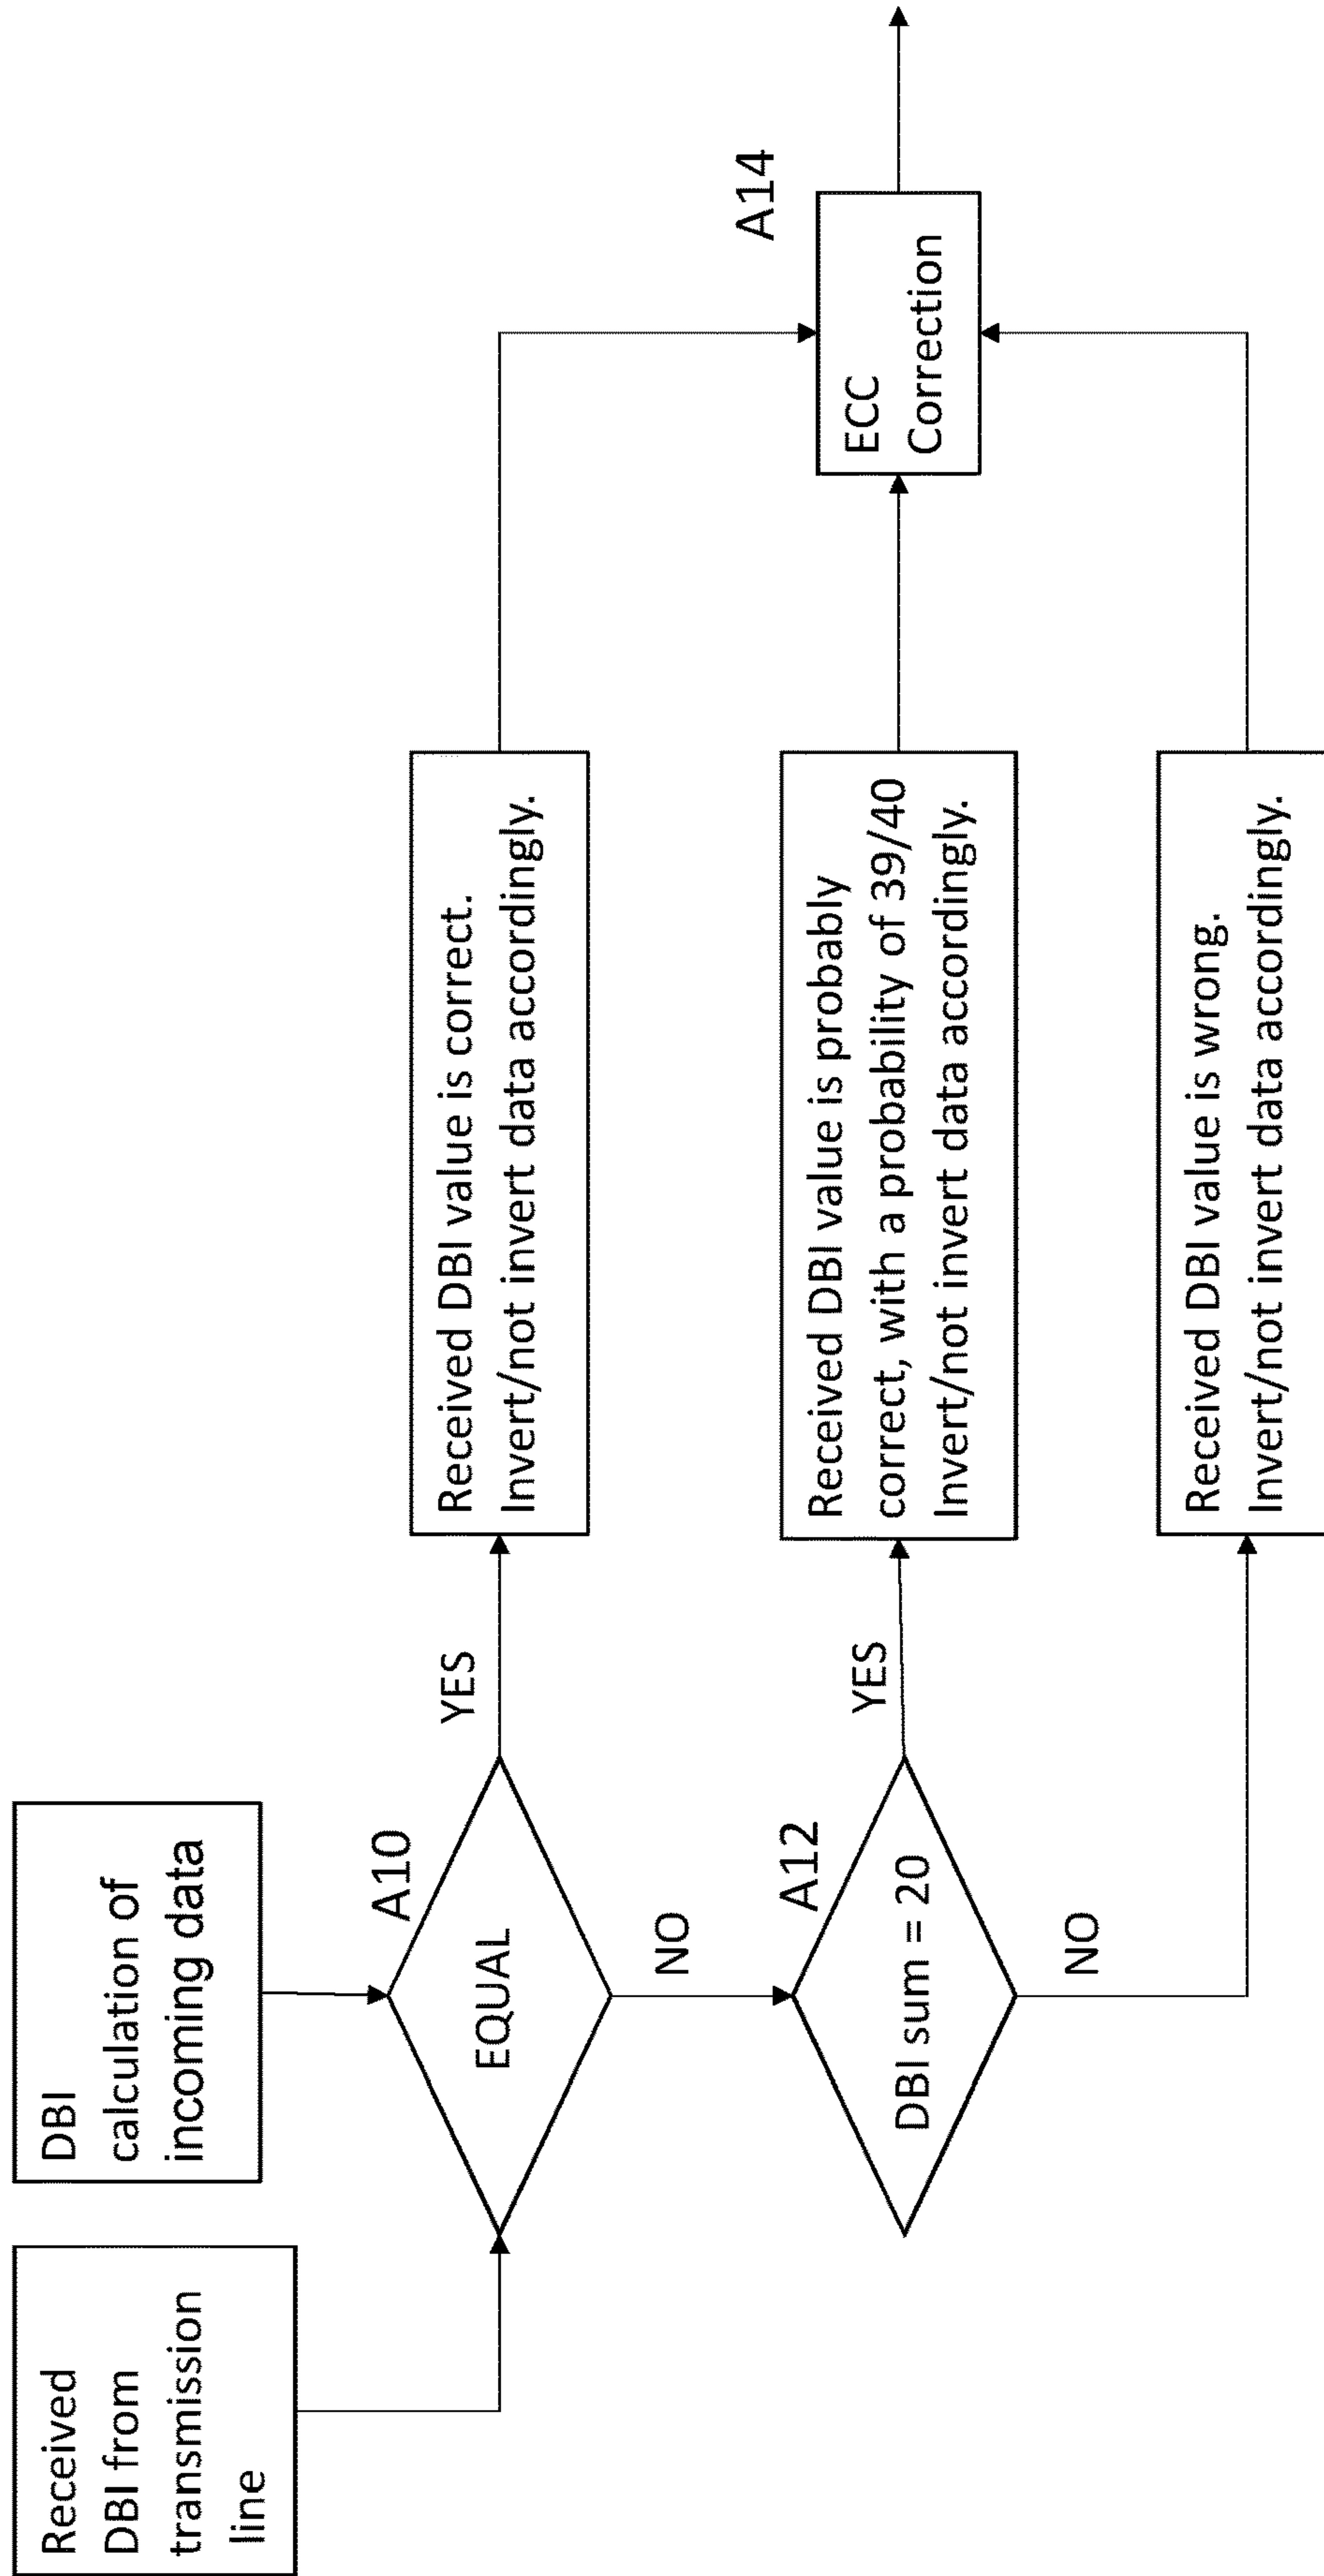 Received
DBI from
transmission
line
DBI
calculation of
incoming data
A10
EQUAL
YES
NO
Received DBI value is correct.
Invert/not invert data accordingly.
A12
DBI sum = 20
YES
NO
Received DBI value is probably
correct, with a probability of 39/40
Invert/not invert data accordingly.
Received DBI value is wrong.
Invert/not invert data accordingly.
A14
ECC
Correction